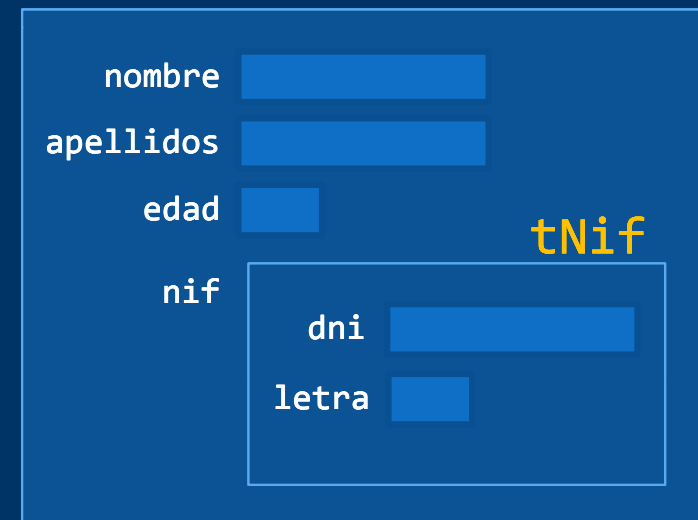 nombre
apellidos
edad
tNif
nif
dni
letra